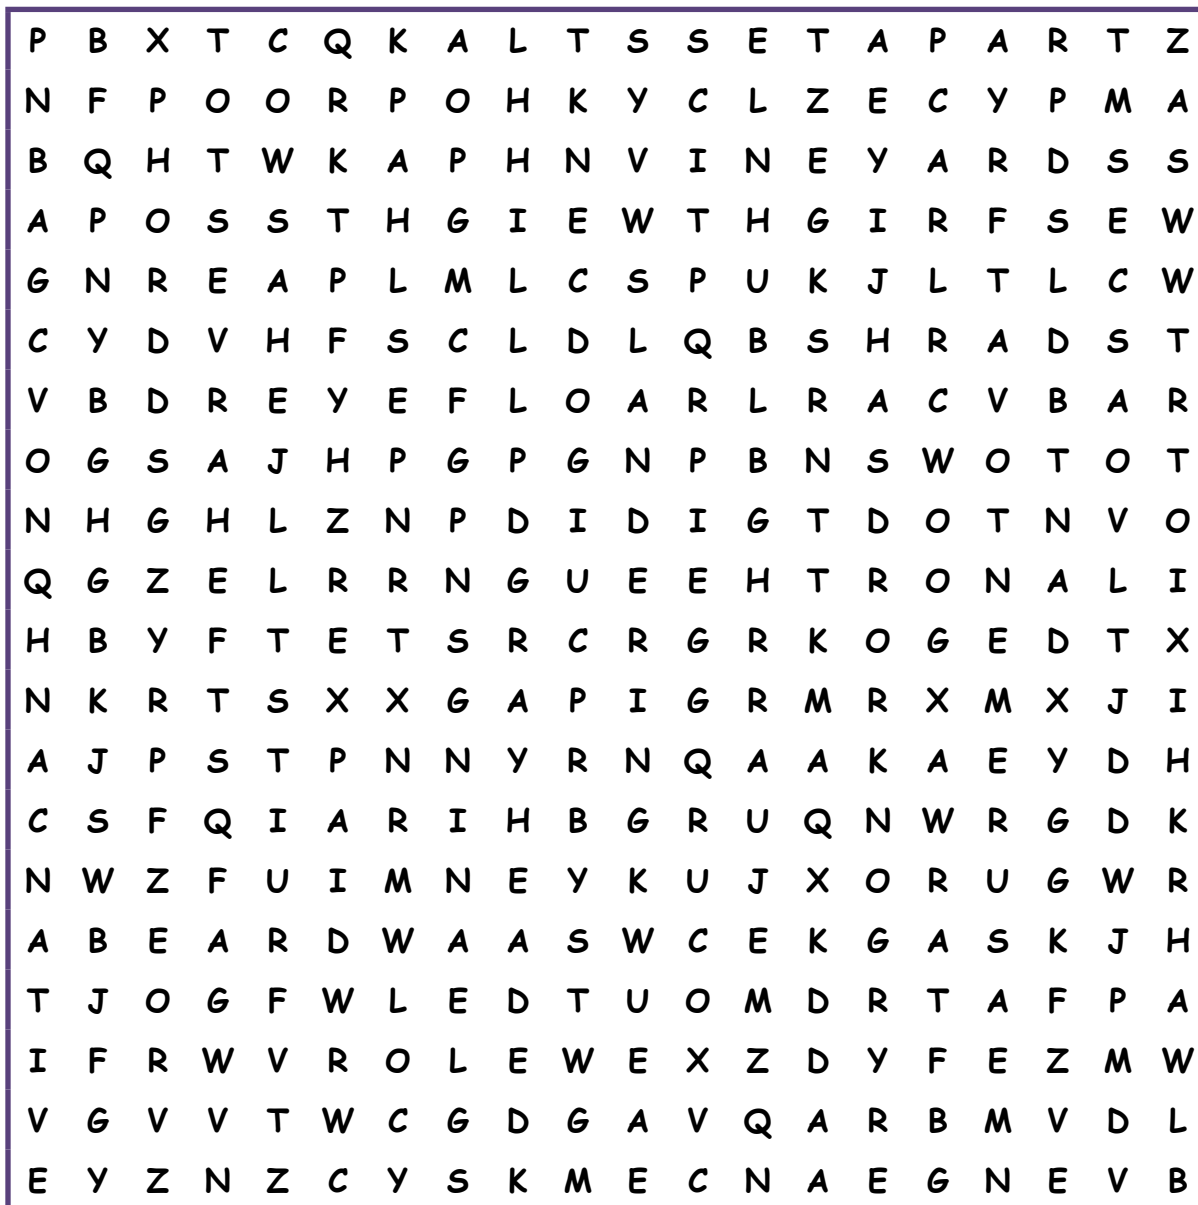 P B X T C Q K A L T S S E T A P A R T Z
N F P O O R P O H K Y C L Z E C Y P M A
B Q H T W K A P H N V I N E Y A R D S S
A P O S S T H G I E W T H G I R F S E W
G N R E A P L M L C S P U K J L T L C W
C Y D V H F S C L D L Q B S H R A D S T
V B D R E Y E F L O A R L R A C V B A R
O G S A J H P G P G N P B N S W O T O T
N H G H L Z N P D I D I G T D O T N V O
Q G Z E L R R N G U E E H T R O N A L I
H B Y F T E T S R C R G R K O G E D T X
N K R T S X X G A P I G R M R X M X J I
A J P S T P N N Y R N Q A A K A E Y D H
C S F Q I A R I H B G R U Q N W R G D K
N W Z F U I M N E Y K U J X O R U G W R
A B E A R D W A A S W C E K G A S K J H
T J O G F W L E D T U O M D R T A F P A
I F R W V R O L E W E X Z D Y F E Z M W
V G V V T W C G D G A V Q A R B M V D L
E Y Z N Z C Y S K M E C N A E G N E V B